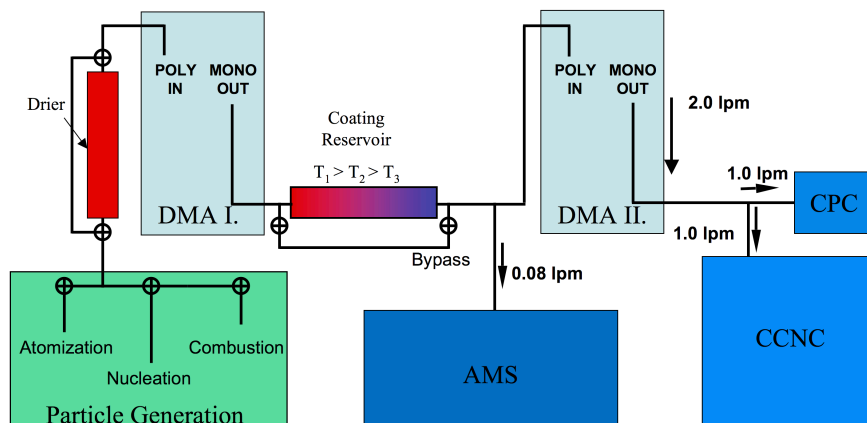 Drier
POLY
IN
MONO
OUT
DMA I.
Coating
Reservoir
T1 > T2 > T3
Bypass
0.08 lpm
AMS
POLY
IN
MONO
OUT
DMA II.
2.0 lpm
1.0 lpm
CPC
1.0 lpm
CCNC
Atomization
Combustion
Nucleation
Particle Generation